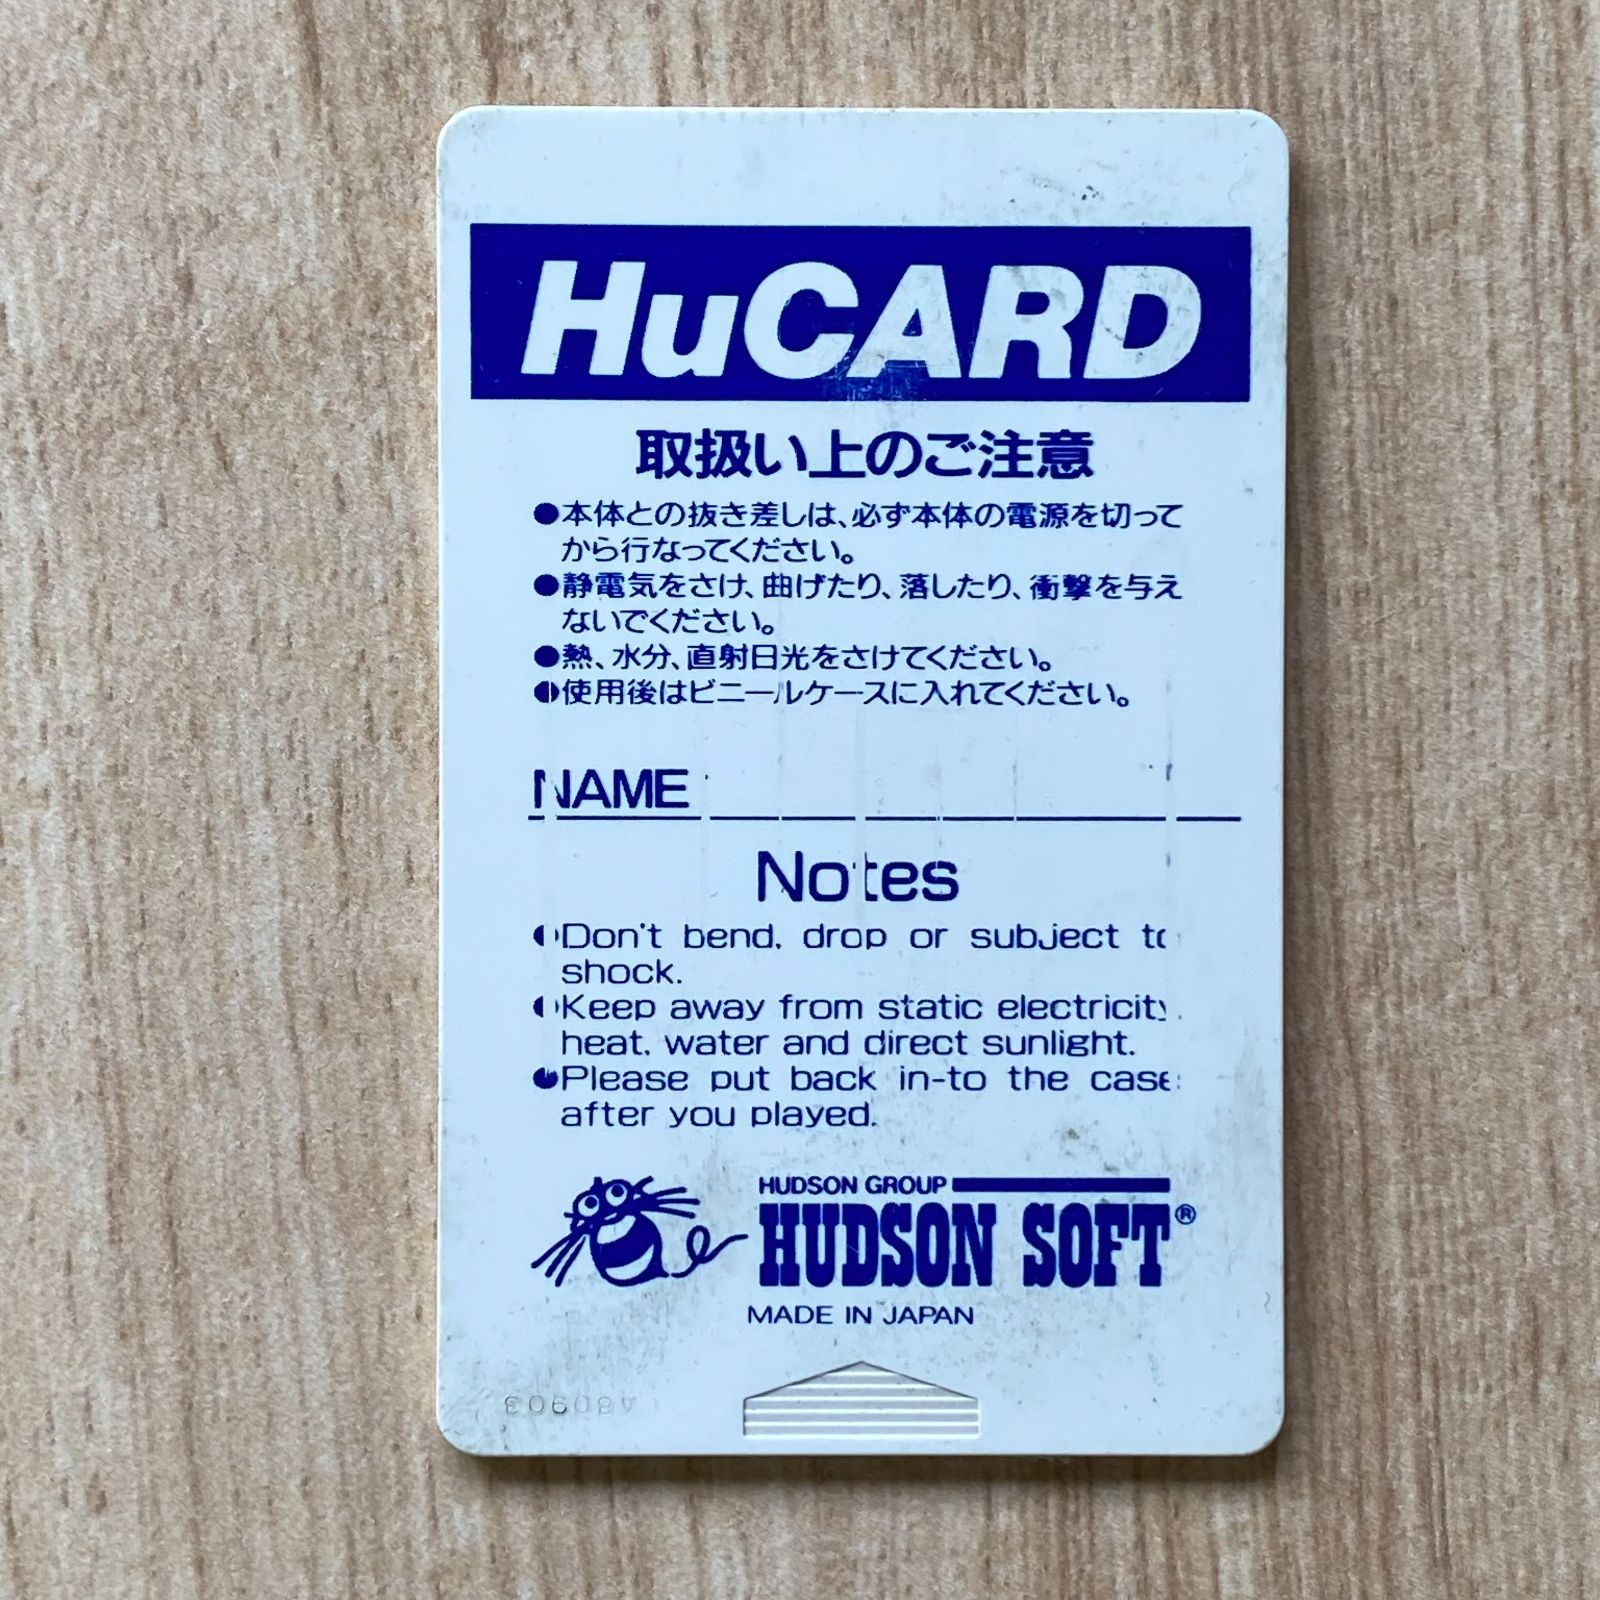 HuCARD
取扱い上のご注意
●本体との抜き差しは、必ず本体の電源を切って
から行なってください。
●静電気をさけ、曲げたり、落したり、衝撃を与え
ないでください。
●熱、水分、直射日光をさけてください。
●使用後はビニールケースに入れてください。
NAME
Notes
●Don't bend, drop or subject to
shock.
●Keep away from static electricity,
heat, water and direct sunlight.
●Please put back in-to the case
after you played.
HUDSON GROUP
HUDSON SOFT®
MADE IN JAPAN